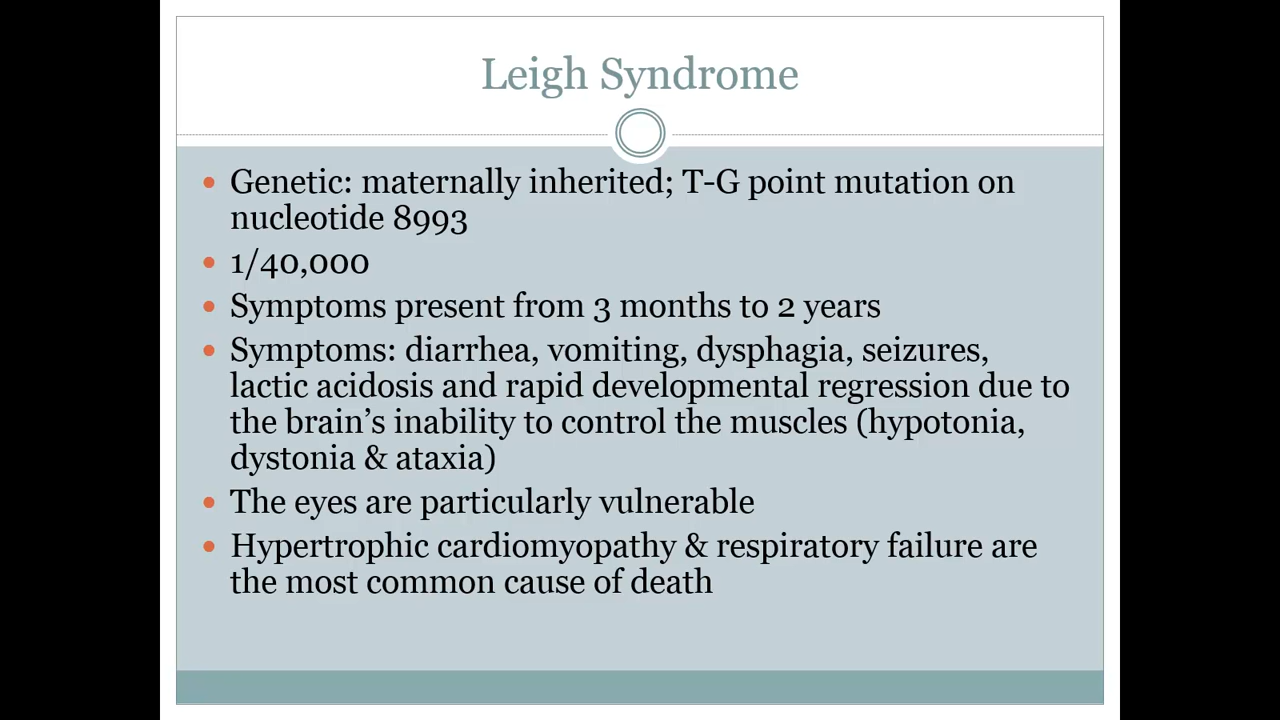 Leigh Syndrome
• Genetic: maternally inherited; T-G point mutation on
nucleotide 8993
• 1/40,000
• Symptoms present from 3 months to 2 years
• Symptoms: diarrhea, vomiting, dysphagia, seizures,
lactic acidosis and rapid developmental regression due to
the brain’s inability to control the muscles (hypotonia,
dystonia & ataxia)
• The eyes are particularly vulnerable
• Hypertrophic cardiomyopathy & respiratory failure are
the most common cause of death